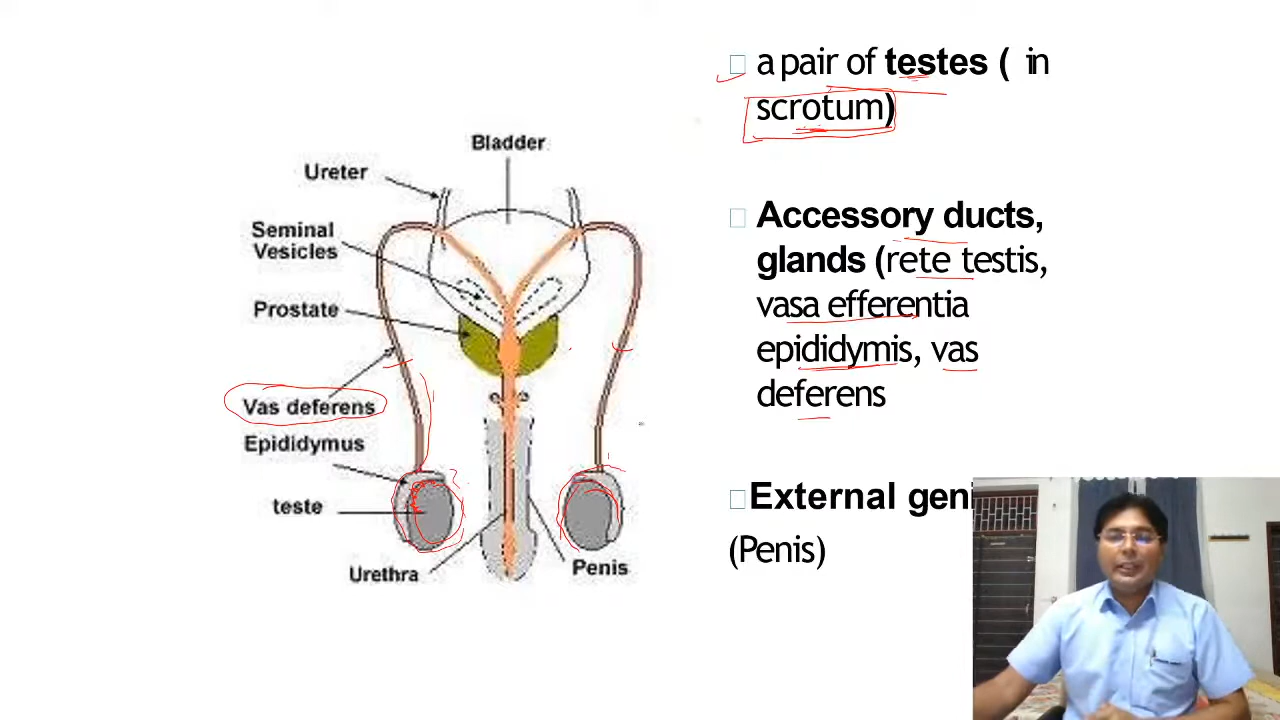 Bladder
Ureter
Seminal
Vesicles
Prostate
Vas deferens
Epididymus
teste
Urethra
Penis
a pair of testes ( in
scrotum)
Accessory ducts,
glands (rete testis,
vasa efferentia
epididymis, vas
deferens
External geni
(Penis)